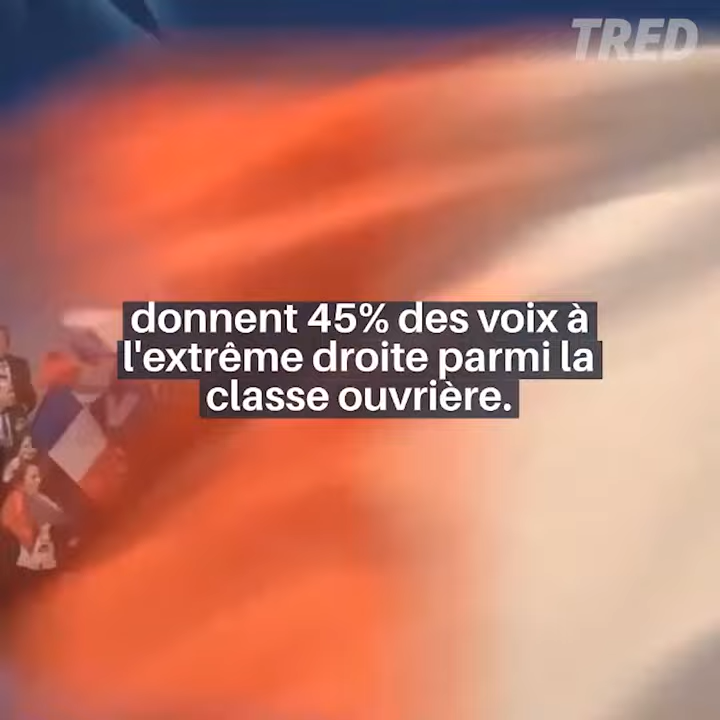 TRED
donnent 45% des voix à
l'extrême droite parmi la
classe ouvrière.